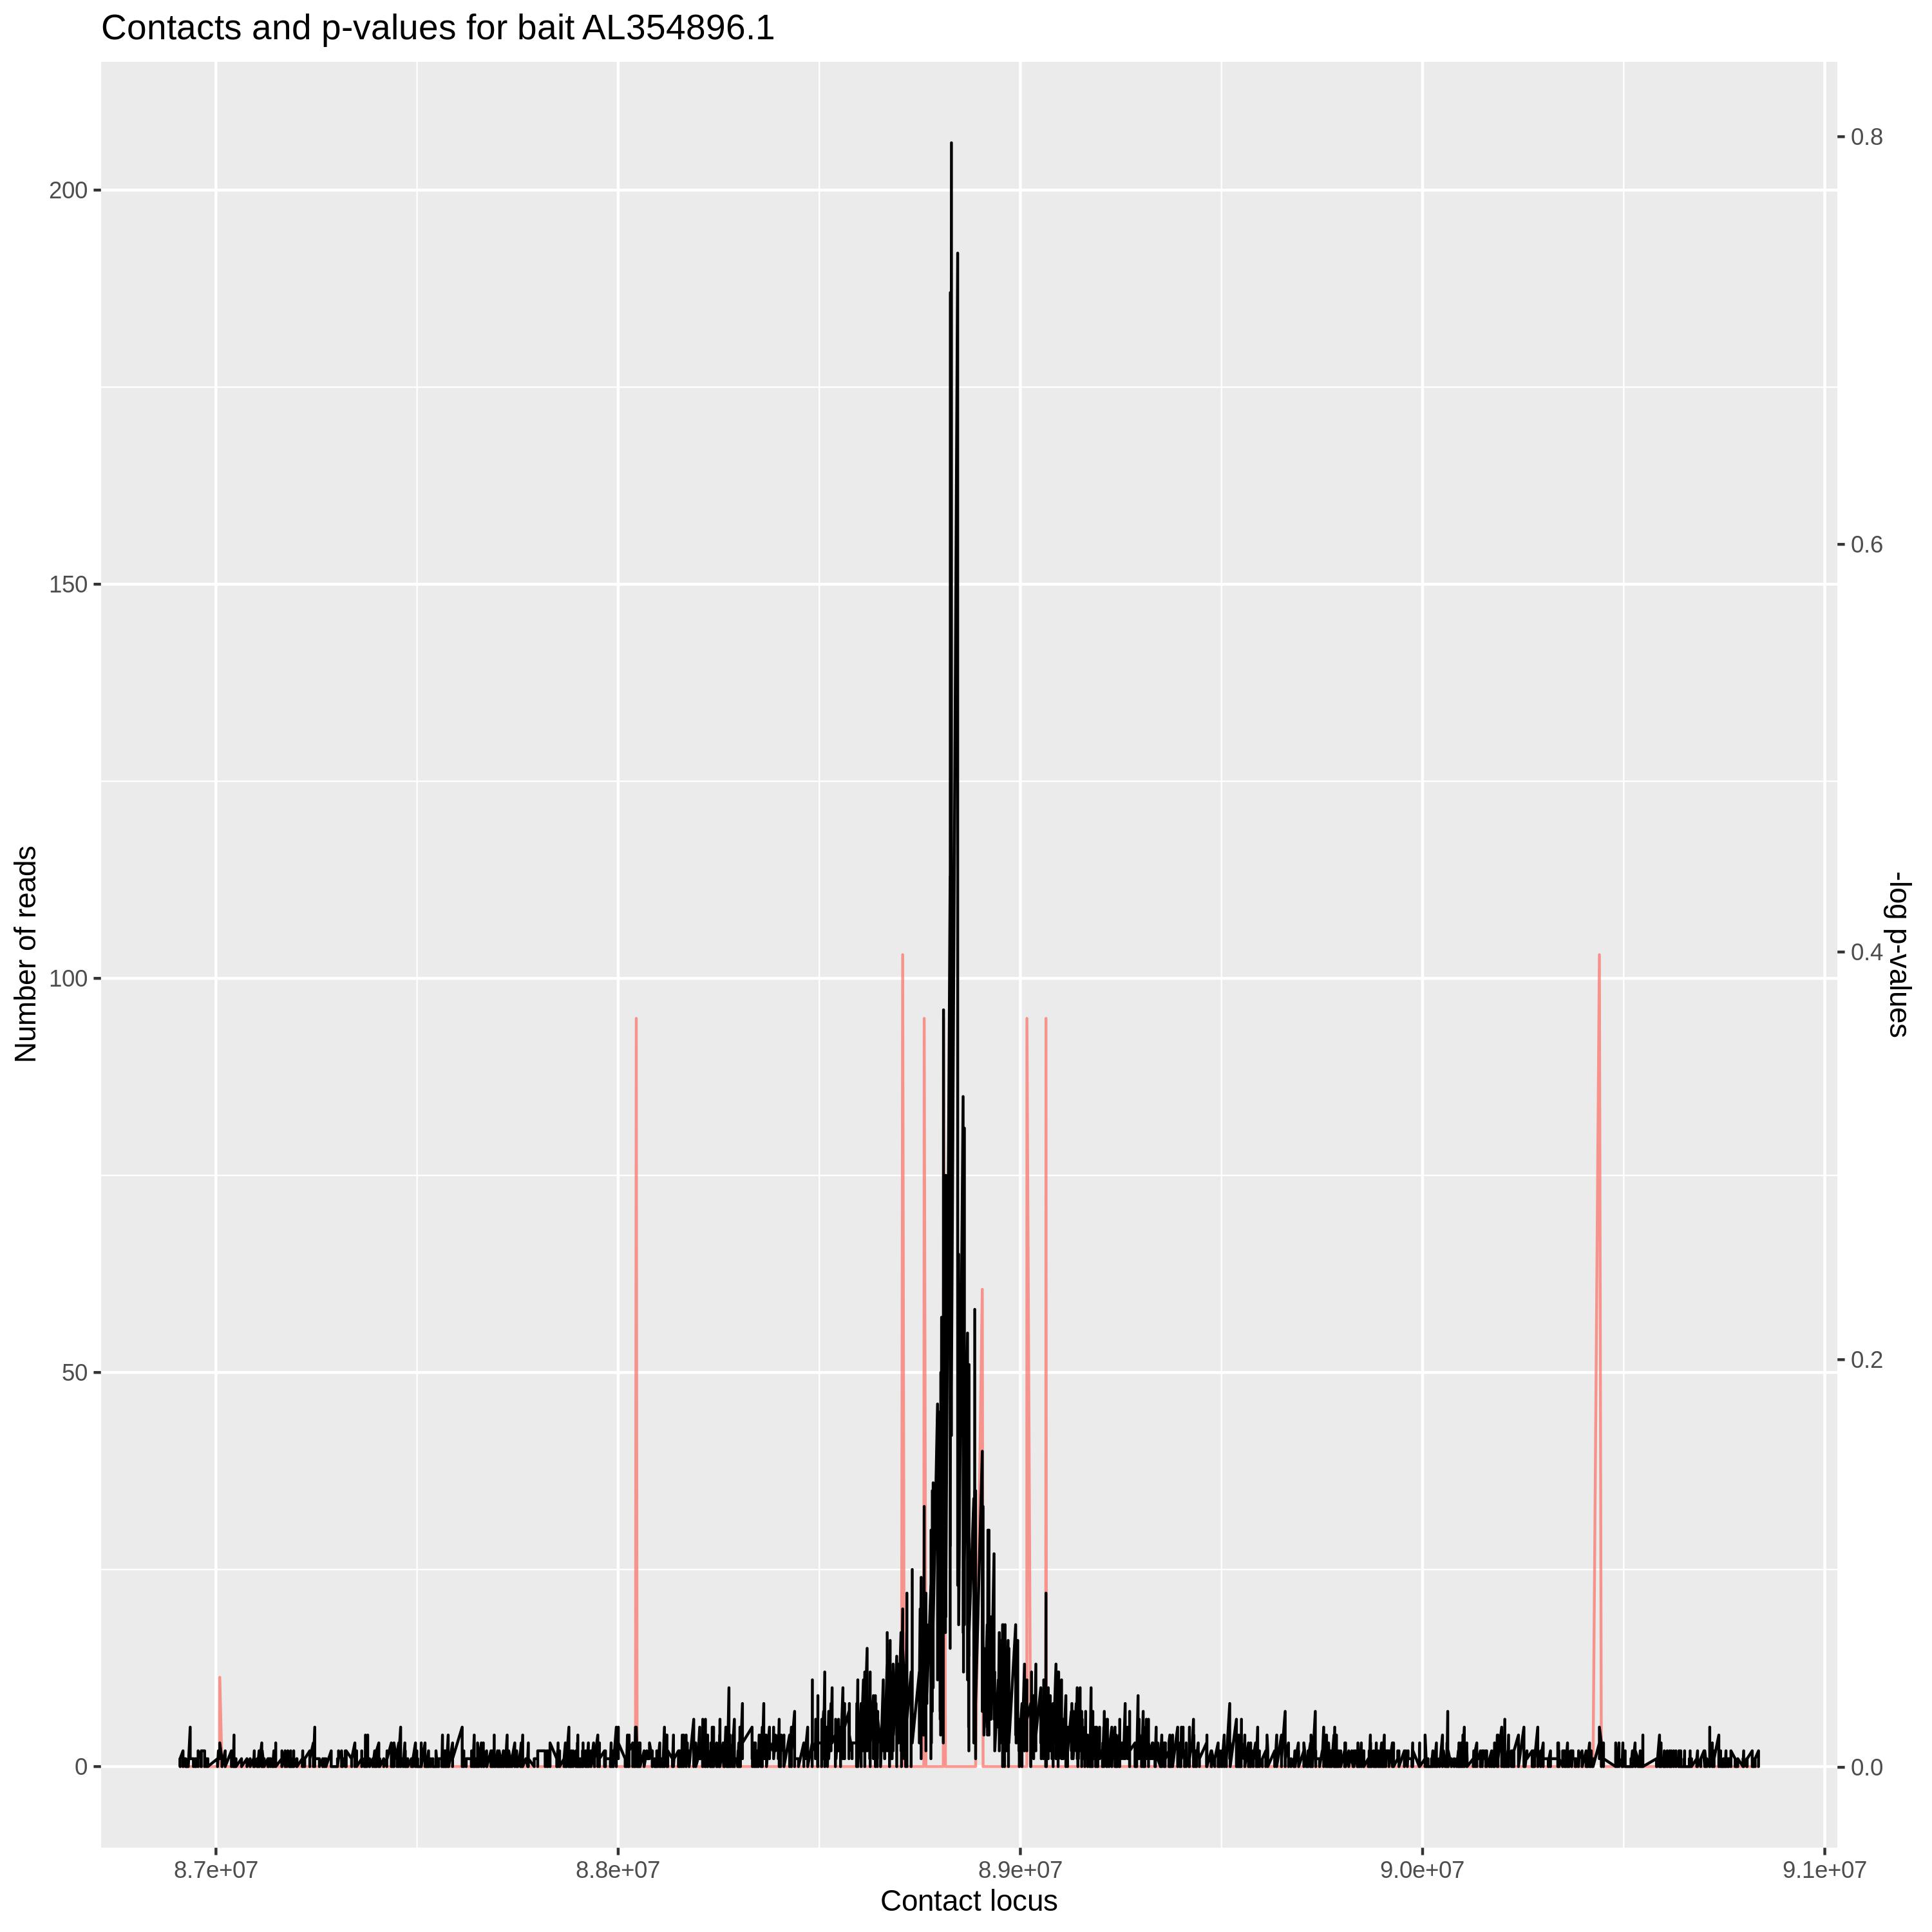 Contacts and p-values for bait AL354896.1
200
150
100
50
0
Number of reads
0.8
0.6
0.4
0.2
0.0
-log p-values
8.7e+07
8.8e+07
8.9e+07
9.0e+07
9.1e+07
Contact locus